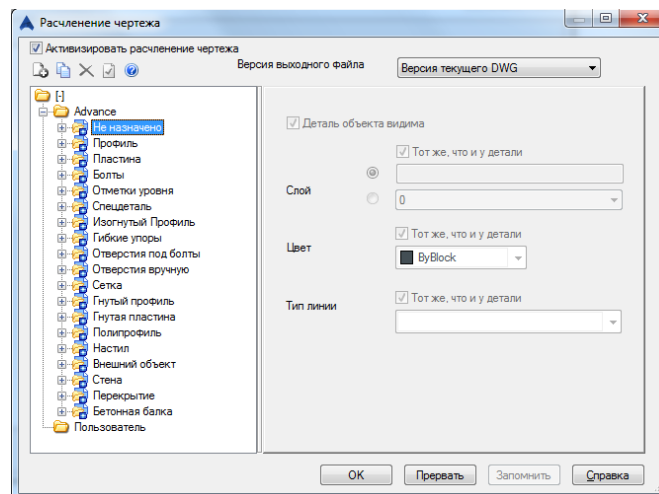 Расчленение чертежа
Активизировать расчленение чертежа
Версия выходного файла
Версия текущего DWG
[-]
Advance
Не назначено
Профиль
Пластина
Болты
Отметки уровня
Спецдеталь
Изогнутый Профиль
Гибкие упоры
Отверстия под болты
Отверстия вручную
Сетка
Гнутый профиль
Гнутая пластина
Полипрофиль
Настил
Внешний объект
Стена
Перекрытие
Бетонная балка
Пользователь
Деталь объекта видима
Тот же, что и у детали
Слой
0
Тот же, что и у детали
Цвет
ByBlock
Тот же, что и у детали
Тип линии
OK
Прервать
Запомнить
Справка